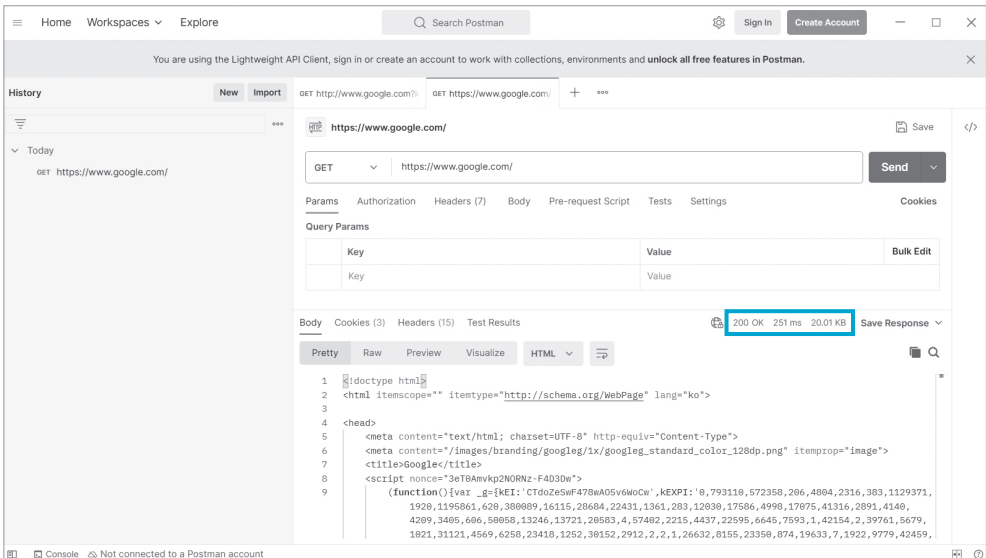 Home Workspaces Explore Search Postman Sign In Create Account
You are using the Lightweight API Client, sign in or create an account to work with collections, environments and unlock all free features in Postman.
History New Import GET http://www.google.com? GET https://www.google.com/
https://www.google.com/ Save </>
Today
GET https://www.google.com/
GET https://www.google.com/ Send
Params Authorization Headers (7) Body Pre-request Script Tests Settings Cookies
Query Params
Key Value Bulk Edit
Key Value
Body Cookies (3) Headers (15) Test Results 200 OK 251 ms 20.01 KB Save Response
Pretty Raw Preview Visualize HTML
1 <!doctype html>
2 <html itemscope="" itemtype="http://schema.org/WebPage" lang="ko">
3
4 <head>
5 <meta content="text/html; charset=UTF-8" http-equiv="Content-Type">
6 <meta content="/images/branding/googleg/1x/googleg_standard_color_128dp.png" itemprop="image">
7 <title>Google</title>
8 <script nonce="3eT0Amvkp2NORNz-F4D3Dw">
9 (function(){var _g={kEI:'CTdoZeSwF478wAO5v6WoCw',kEXPI:'0,793110,572358,206,4804,2316,383,1129371,
1920,1195861,620,380089,16115,28684,22431,1361,283,12030,17586,4998,17075,41316,2891,4140,
4209,3405,606,50058,13246,13721,20583,4,57402,2215,4437,22595,6645,7593,1,42154,2,39761,5679,
1021,31121,4569,6258,23418,1252,30152,2912,2,2,1,26632,8155,23350,874,19633,7,1922,9779,42459,
Console Not connected to a Postman account